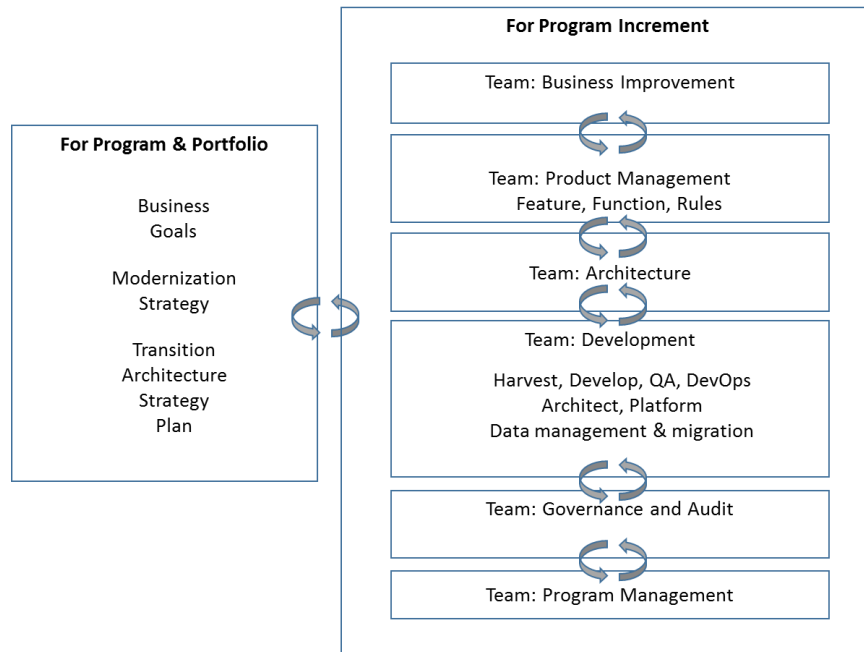 For Program & Portfolio
Business
Goals
Modernization
Strategy
Transition
Architecture
Strategy
Plan
For Program Increment
Team: Business Improvement
Team: Product Management
Feature, Function, Rules
Team: Architecture
Team: Development
Harvest, Develop, QA, DevOps
Architect, Platform
Data management & migration
Team: Governance and Audit
Team: Program Management